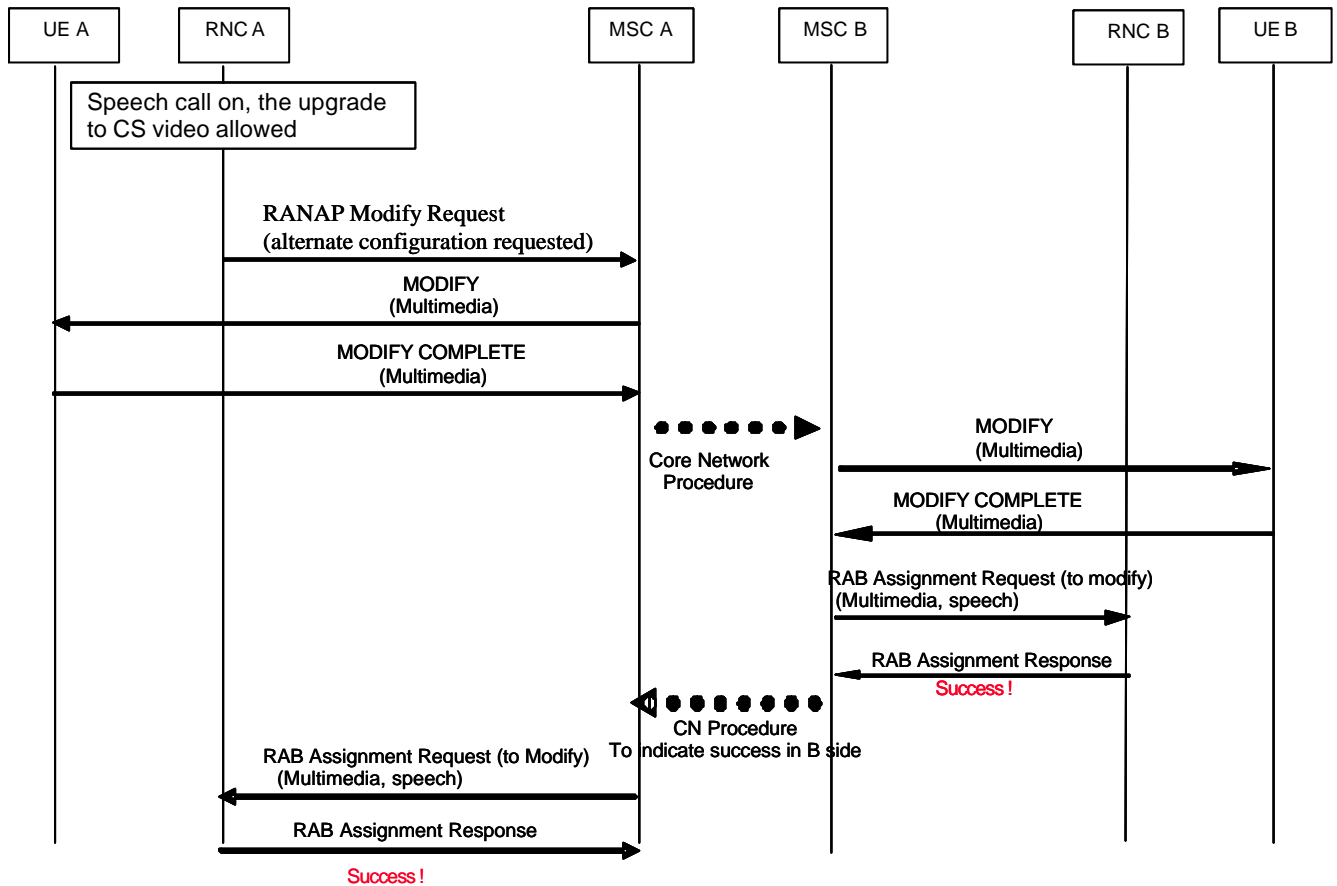 UE A
RNC A
MSC A
MSC B
RNC B
UE B
Speech call on, the upgrade
to CS video allowed
RANAP Modify Request
(alternate configuration requested)
MODIFY
(Multimedia)
MODIFY COMPLETE
(Multimedia)
Core Network
Procedure
MODIFY
(Multimedia)
MODIFY COMPLETE
(Multimedia)
RAB Assignment Request (to modify)
(Multimedia, speech)
RAB Assignment Response
Success !
CN Procedure
To indicate success in B side
RAB Assignment Request (to Modify)
(Multimedia, speech)
RAB Assignment Response
Success !